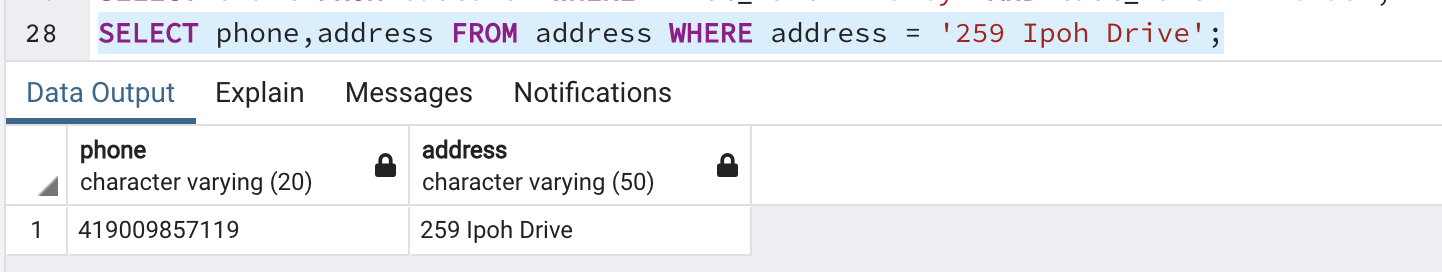 28 SELECT phone,address FROM address WHERE address = '259 Ipoh Drive';
Data Output Explain Messages Notifications
phone address
character varying (20) character varying (50)
1 419009857119 259 Ipoh Drive